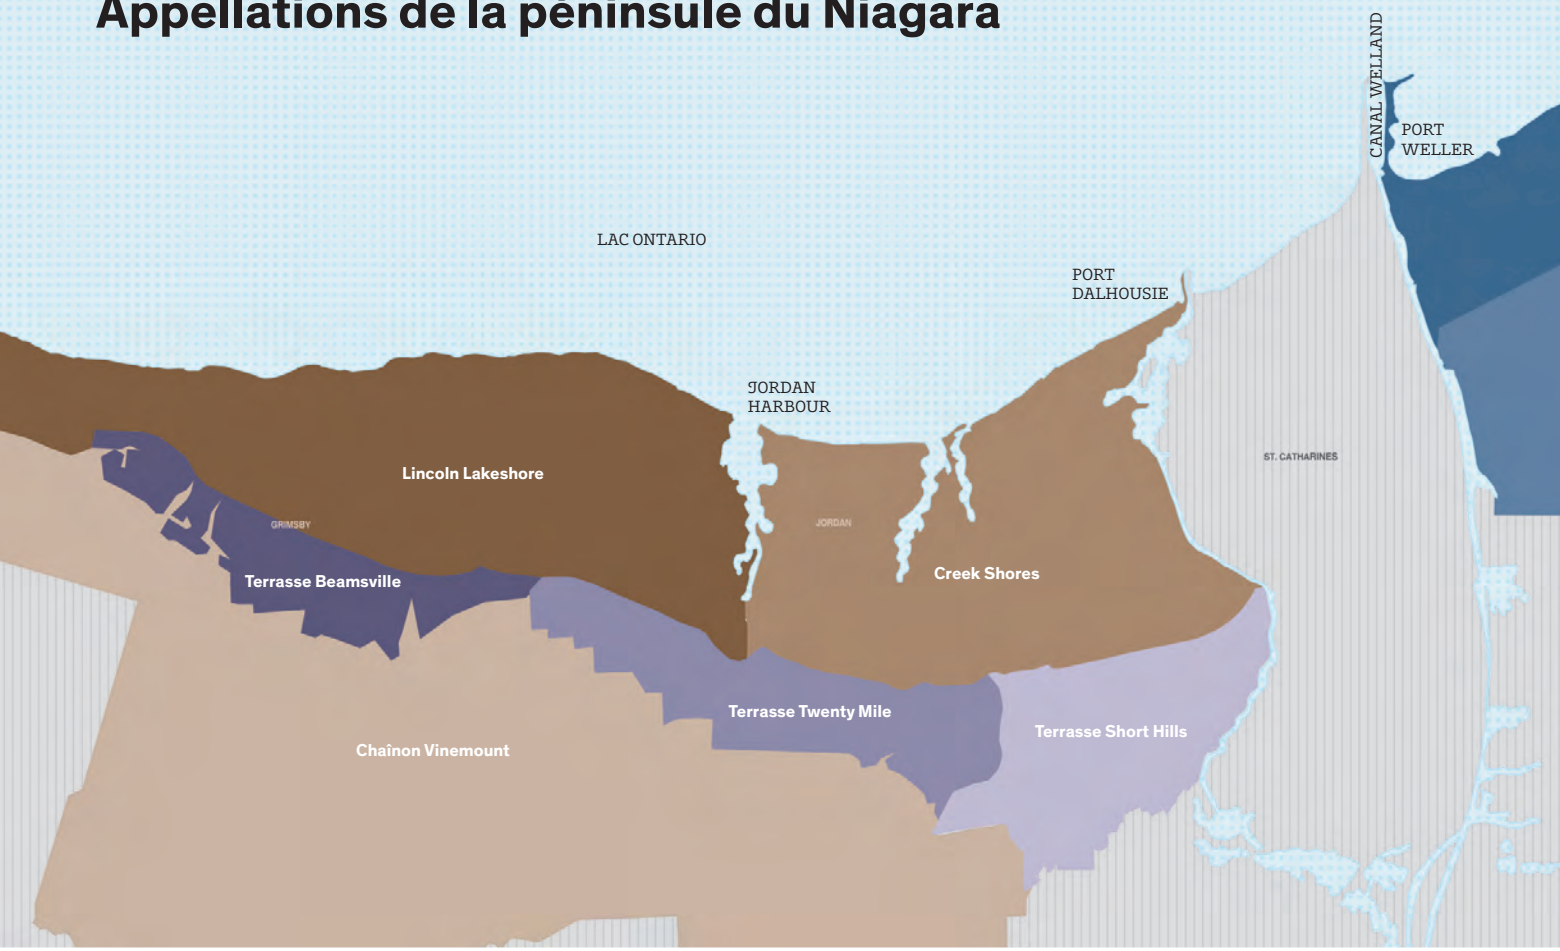 Appellations de la péninsule du Niagara
CANAL WELLAND
PORT
WELLER
LAC ONTARIO
PORT
DALHOUSIE
JORDAN
HARBOUR
ST. CATHARINES
Lincoln Lakeshore
GRIMSBY
JORDAN
Creek Shores
Terrasse Beamsville
Terrasse Twenty Mile
Terrasse Short Hills
Chaînon Vinemount